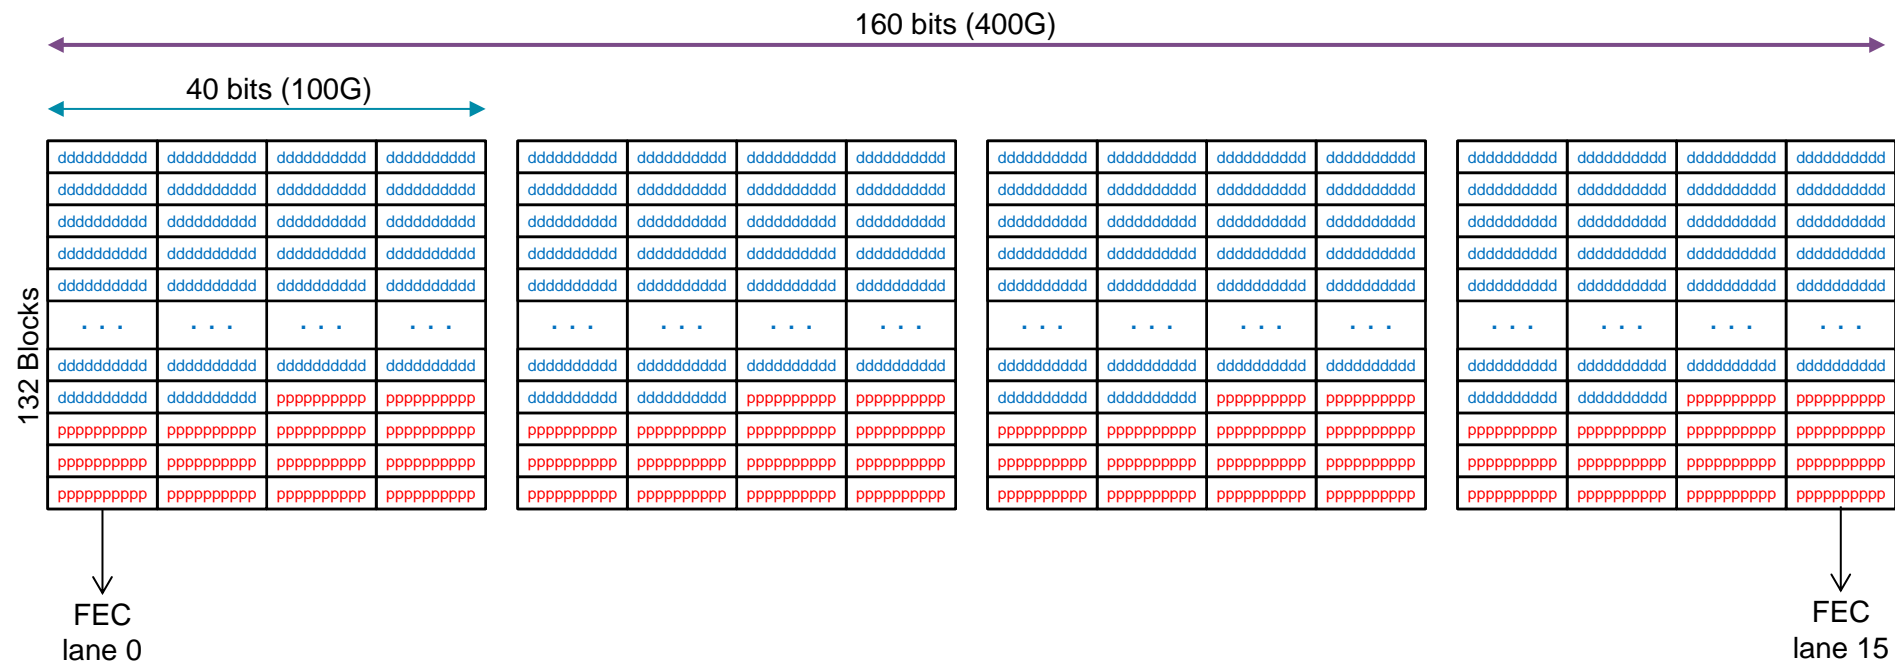 160 bits (400G)
40 bits (100G)
dddddddddd dddddddddd dddddddddd dddddddddd dddddddddd dddddddddd dddddddddd dddddddddd dddddddddd dddddddddd dddddddddd dddddddddd dddddddddd dddddddddd dddddddddd dddddddddd
dddddddddd dddddddddd dddddddddd dddddddddd dddddddddd dddddddddd dddddddddd dddddddddd dddddddddd dddddddddd dddddddddd dddddddddd dddddddddd dddddddddd dddddddddd dddddddddd
dddddddddd dddddddddd dddddddddd dddddddddd dddddddddd dddddddddd dddddddddd dddddddddd dddddddddd dddddddddd dddddddddd dddddddddd dddddddddd dddddddddd dddddddddd dddddddddd
dddddddddd dddddddddd dddddddddd dddddddddd dddddddddd dddddddddd dddddddddd dddddddddd dddddddddd dddddddddd dddddddddd dddddddddd dddddddddd dddddddddd dddddddddd dddddddddd
dddddddddd dddddddddd dddddddddd dddddddddd dddddddddd dddddddddd dddddddddd dddddddddd dddddddddd dddddddddd dddddddddd dddddddddd dddddddddd dddddddddd dddddddddd dddddddddd
. . . . . . . . . . . . . . . . . . . . . . . . . . . . . . . . . . . . . . . . . . . . . . . .
dddddddddd dddddddddd dddddddddd dddddddddd dddddddddd dddddddddd dddddddddd dddddddddd dddddddddd dddddddddd dddddddddd dddddddddd dddddddddd dddddddddd dddddddddd dddddddddd
dddddddddd dddddddddd pppppppppp pppppppppp dddddddddd dddddddddd pppppppppp pppppppppp dddddddddd dddddddddd pppppppppp pppppppppp dddddddddd dddddddddd pppppppppp pppppppppp
pppppppppp pppppppppp pppppppppp pppppppppp pppppppppp pppppppppp pppppppppp pppppppppp pppppppppp pppppppppp pppppppppp pppppppppp pppppppppp pppppppppp pppppppppp pppppppppp
pppppppppp pppppppppp pppppppppp pppppppppp pppppppppp pppppppppp pppppppppp pppppppppp pppppppppp pppppppppp pppppppppp pppppppppp pppppppppp pppppppppp pppppppppp pppppppppp
pppppppppp pppppppppp pppppppppp pppppppppp pppppppppp pppppppppp pppppppppp pppppppppp pppppppppp pppppppppp pppppppppp pppppppppp pppppppppp pppppppppp pppppppppp pppppppppp
132 Blocks
FEC
lane 0
FEC
lane 15